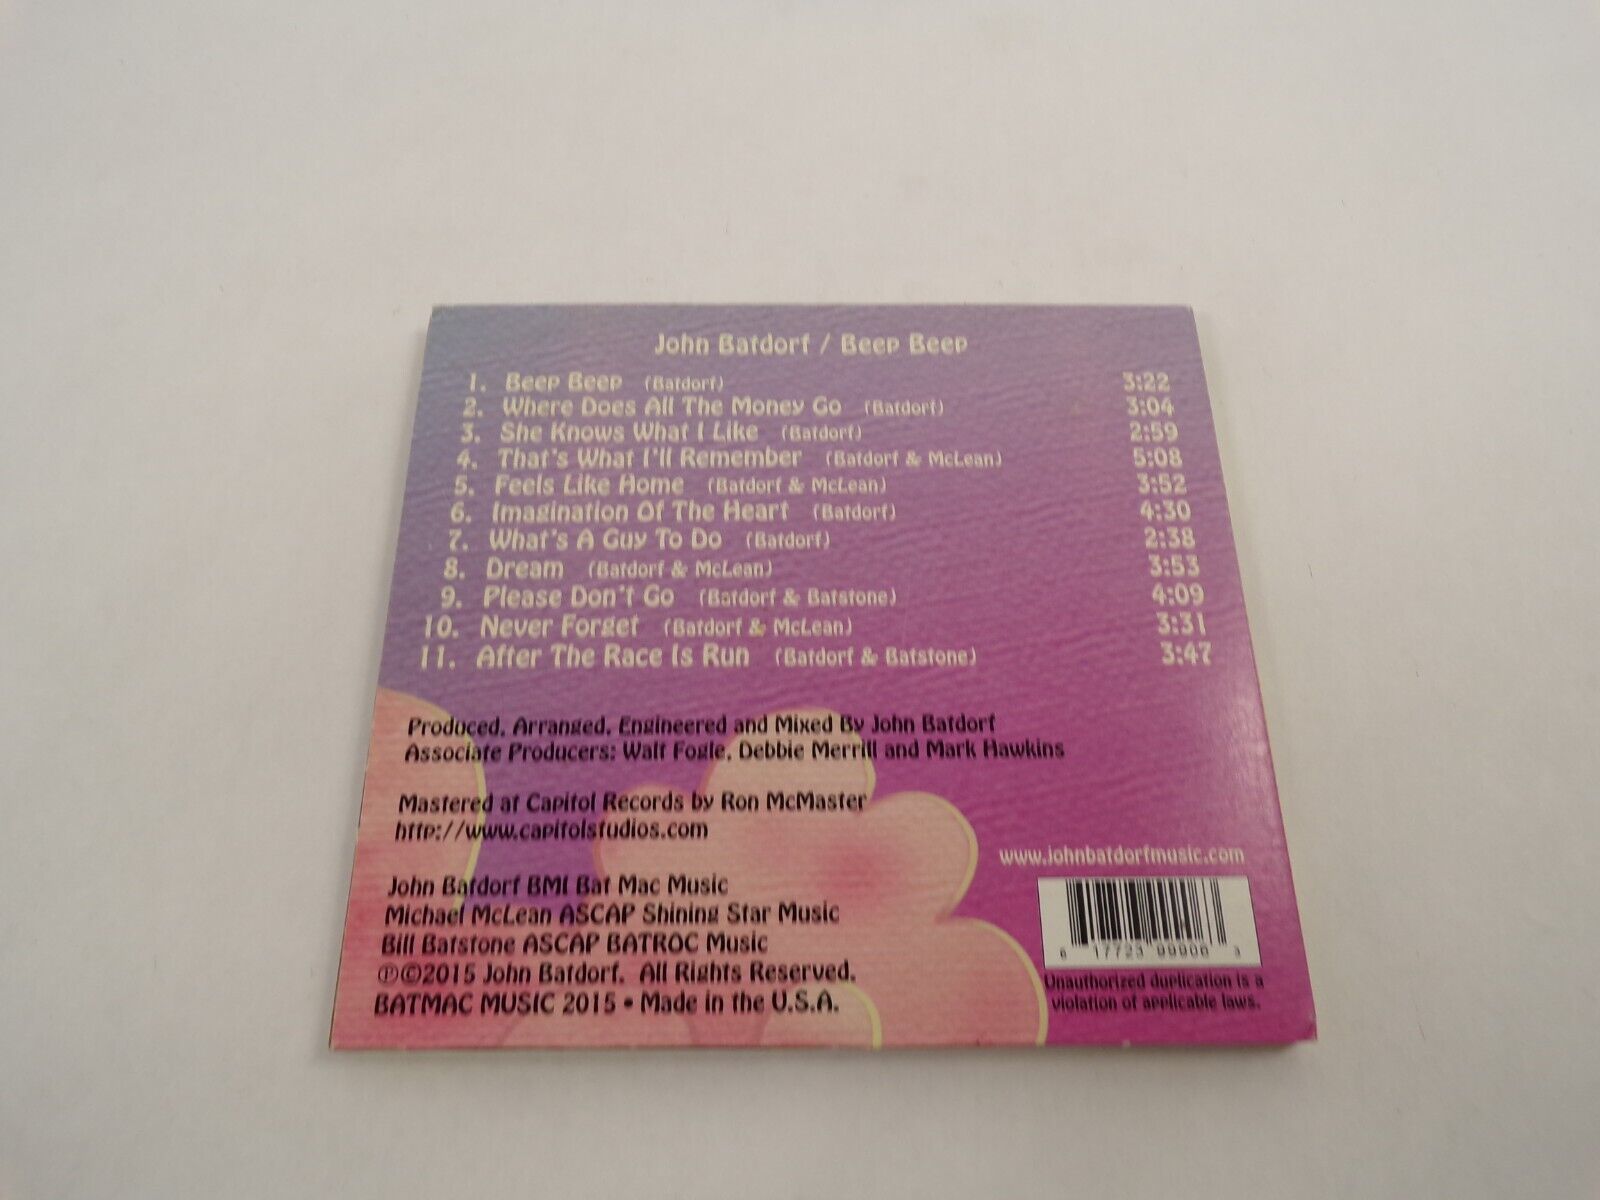 John Batdorf / Beep Beep
1. Beep Beep (Batdorf) 3:22
2. Where Does All The Money Go (Batdorf) 3:04
3. She Knows What I Like (Batdorf) 2:59
4. That's What I'll Remember (Batdorf & McLean) 5:08
5. Feels Like Home (Batdorf & McLean) 3:52
6. Imagination Of The Heart (Batdorf) 4:30
7. What's A Guy To Do (Batdorf) 2:38
8. Dream (Batdorf & McLean) 3:53
9. Please Don't Go (Batdorf & Batstone) 4:09
10. Never Forget (Batdorf & McLean) 3:31
11. After The Race Is Run (Batdorf & Batstone) 3:47
Produced, Arranged, Engineered and Mixed By John Batdorf
Associate Producers: Walt Fogle, Debbie Merrill and Mark Hawkins
Mastered at Capitol Records by Ron McMaster
http://www.capitolstudios.com
John Batdorf BMI Bat Mac Music
Michael McLean ASCAP Shining Star Music
Bill Batstone ASCAP BATROC Music
℗©2015 John Batdorf. All Rights Reserved.
BATMAC MUSIC 2015 • Made in the U.S.A.
www.johnbatdorfmusic.com
6 17723 99900 3
Unauthorized duplication is a
violation of applicable laws.